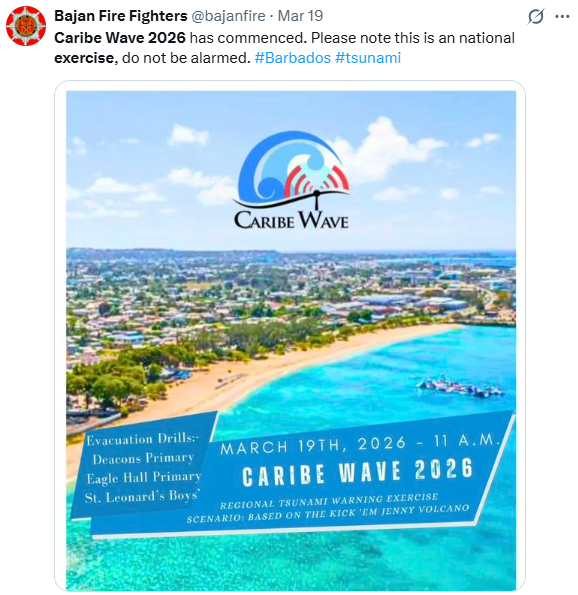 Bajan Fire Fighters @bajanfire · Mar 19
Caribe Wave 2026 has commenced. Please note this is an national
exercise, do not be alarmed. #Barbados #tsunami
CARIBE WAVE
Evacuation Drills:-
Deacons Primary
Eagle Hall Primary
St. Leonard's Boys'
MARCH 19TH, 2026 - 11 A.M.
CARIBE WAVE 2026
REGIONAL TSUNAMI WARNING EXERCISE
SCENARIO: BASED ON THE KICK 'EM JENNY VOLCANO